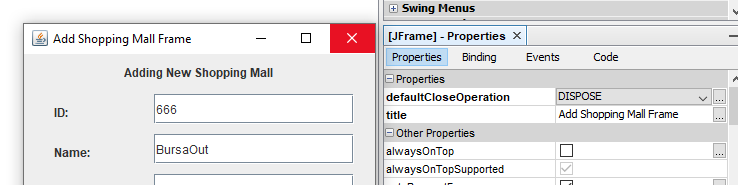 Add Shopping Mall Frame
Adding New Shopping Mall
ID:
666
Name:
BursaOut
Swing Menus
[JFrame] - Properties
Properties
Binding
Events
Code
Properties
defaultCloseOperation
DISPOSE
...
title
Add Shopping Mall Frame
...
Other Properties
alwaysOnTop
...
alwaysOnTopSupported